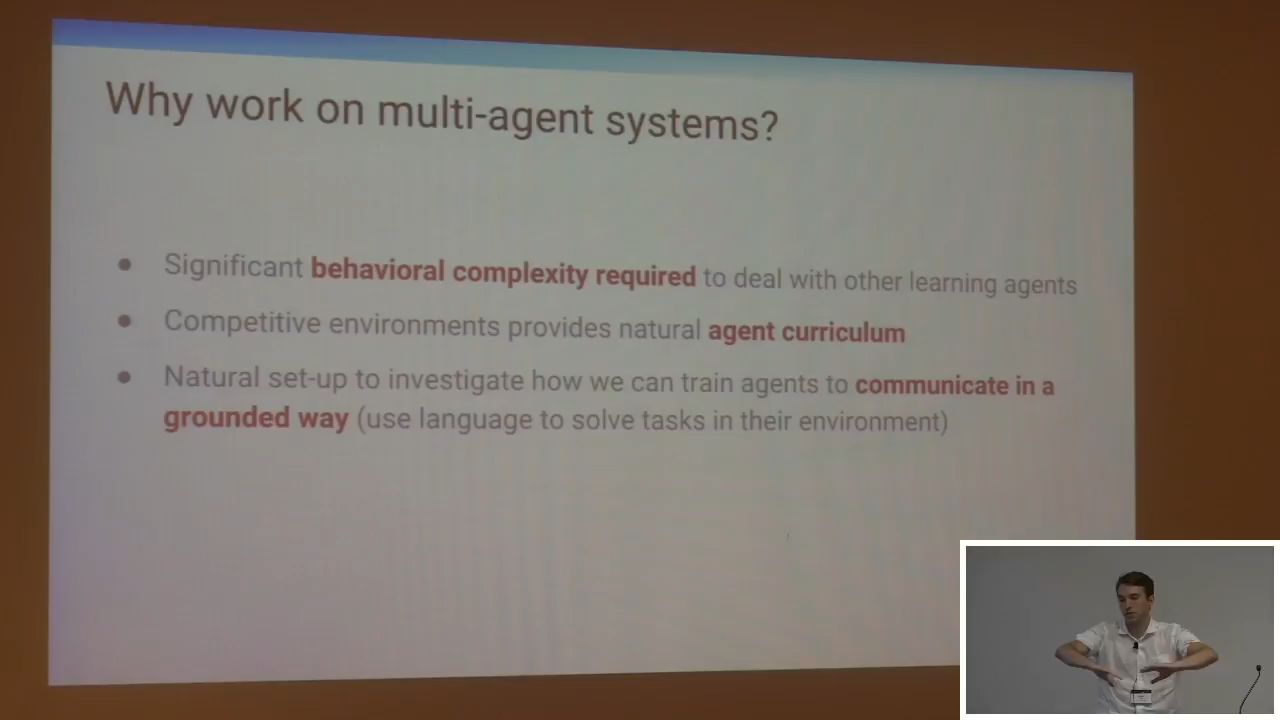 Why work on multi-agent systems?
● Significant behavioral complexity required to deal with other learning agents
● Competitive environments provides natural agent curriculum
● Natural set-up to investigate how we can train agents to communicate in a
grounded way (use language to solve tasks in their environment)